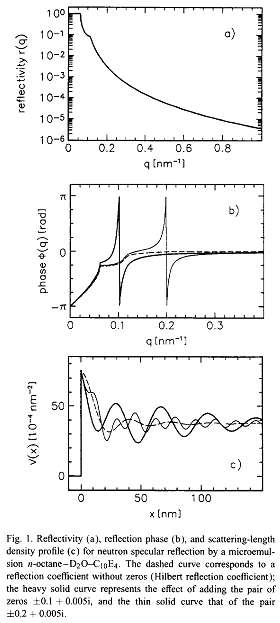 10⁰
10⁻¹
10⁻²
10⁻³
10⁻⁴
10⁻⁵
10⁻⁶
reflectivity r(q)
a)
0 0.2 0.4 0.6 0.8
q [nm⁻¹]
π
0
-π
phase Φ(q) [rad]
b)
0 0.1 0.2 0.3
q [nm⁻¹]
50
0
V(x) [10⁻⁴ nm⁻²]
c)
0 50 100
x [nm]
Fig. 1. Reflectivity (a), reflection phase (b), and scattering-length
density profile (c) for neutron specular reflection by a microemul-
sion n-octane–D₂O–C₁₀E₄. The dashed curve corresponds to
a reflection coefficient without zeros (Hilbert reflection coefficient);
the heavy solid curve represents the effect of adding the pair of
zeros ±0.1 + 0.005i, and the thin solid curve that of the pair
±0.2 + 0.005i.